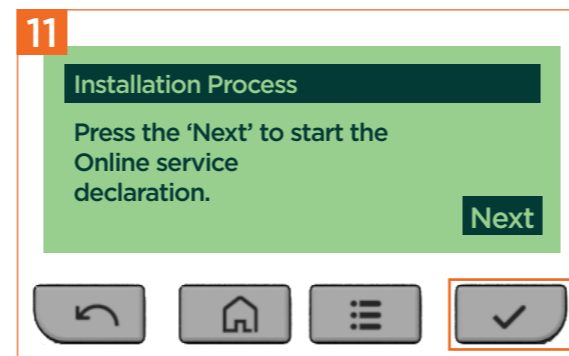 11
Installation Process
Press the ‘Next’ to start the
Online service
declaration.
Next